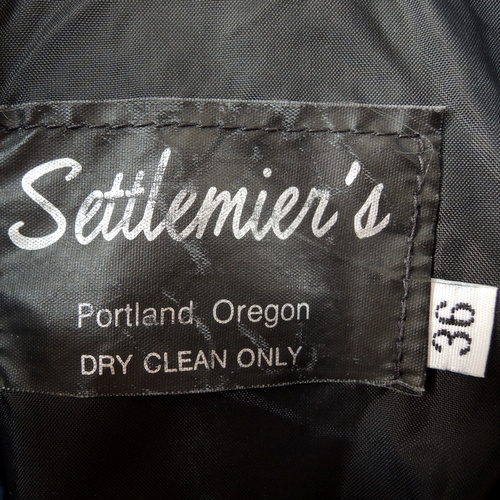 Settlemier's
Portland, Oregon
DRY CLEAN ONLY
36